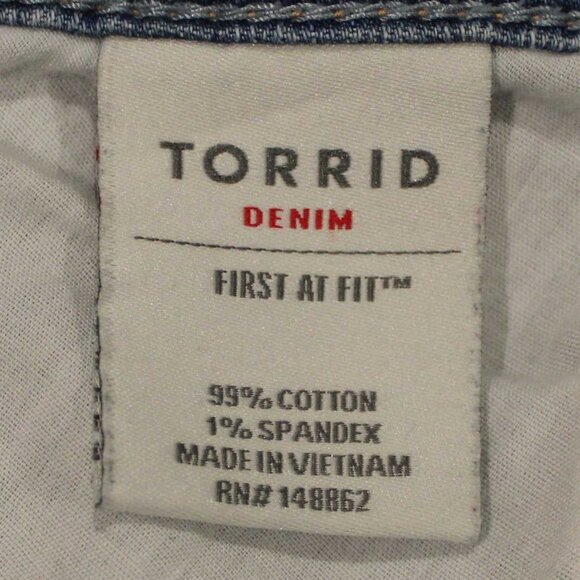 TORRID
DENIM
FIRST AT FIT™
99% COTTON
1% SPANDEX
MADE IN VIETNAM
RN# 148862